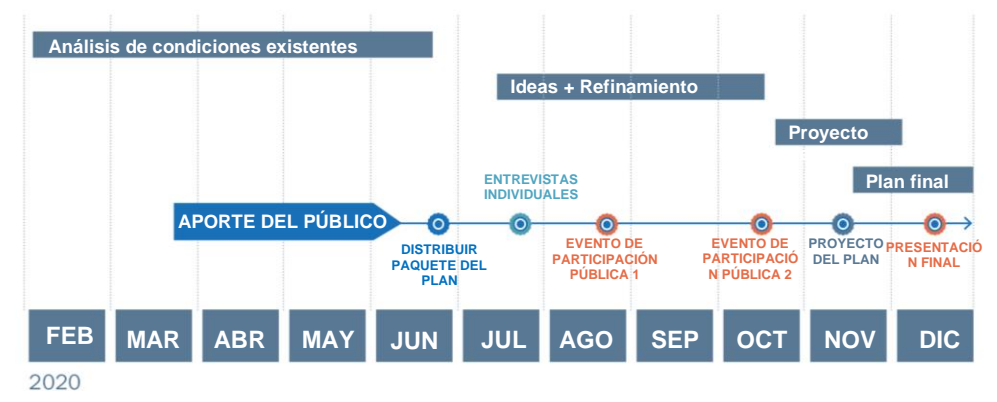 Análisis de condiciones existentes
Ideas + Refinamiento
Proyecto
Plan final
ENTREVISTAS
INDIVIDUALES
APORTE DEL PÚBLICO
DISTRIBUIR
PAQUETE DEL
PLAN
EVENTO DE
PARTICIPACIÓN
PÚBLICA 1
EVENTO DE
PARTICIPACIÓ
N PÚBLICA 2
PROYECTO
DEL PLAN
PRESENTACIÓ
N FINAL
FEB MAR ABR MAY JUN JUL AGO SEP OCT NOV DIC
2020